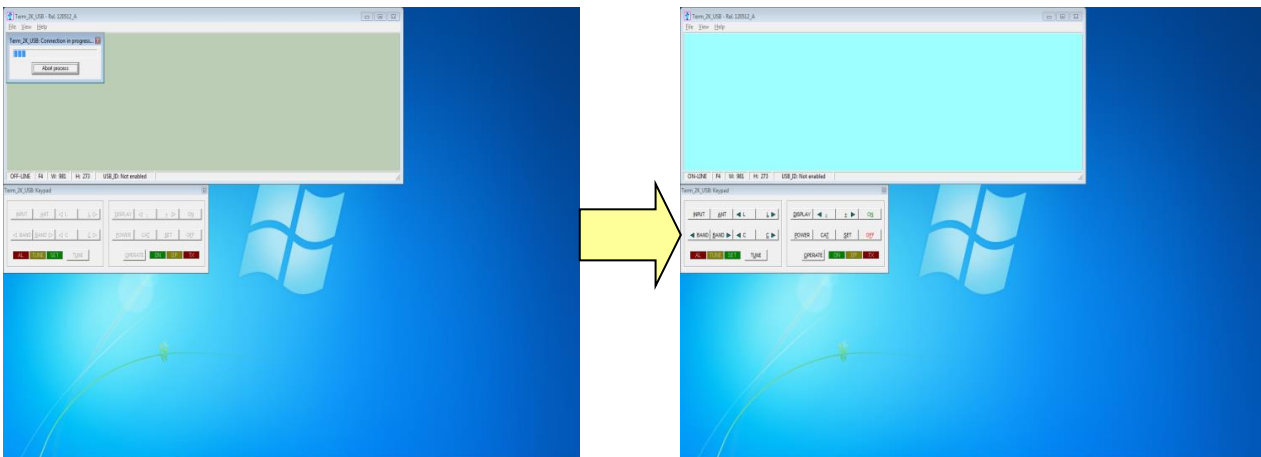 Term_2K_USB - Rel. 120512_A
File View Help
Term_2K_USB: Connection in progress...
Abort process
OFF-LINE F4 W: 981 H: 273 USB_ID: Not enabled
Term_2K_USB: Keypad
INPUT ANT ◁ L L ▷ DISPLAY ◁ ▷ ON
◁ BAND BAND ▷ ◁ C C ▷ POWER CAT SET OFF
AL TUNE SET TUNE OPERATE ON OP TX
Term_2K_USB - Rel. 120512_A
File View Help
ON-LINE F4 W: 981 H: 273 USB_ID: Not enabled
Term_2K_USB: Keypad
INPUT ANT ◀ L L ▶ DISPLAY ◀ ▶ ON
◀ BAND BAND ▶ ◀ C C ▶ POWER CAT SET OFF
AL TUNE SET TUNE OPERATE ON OP TX